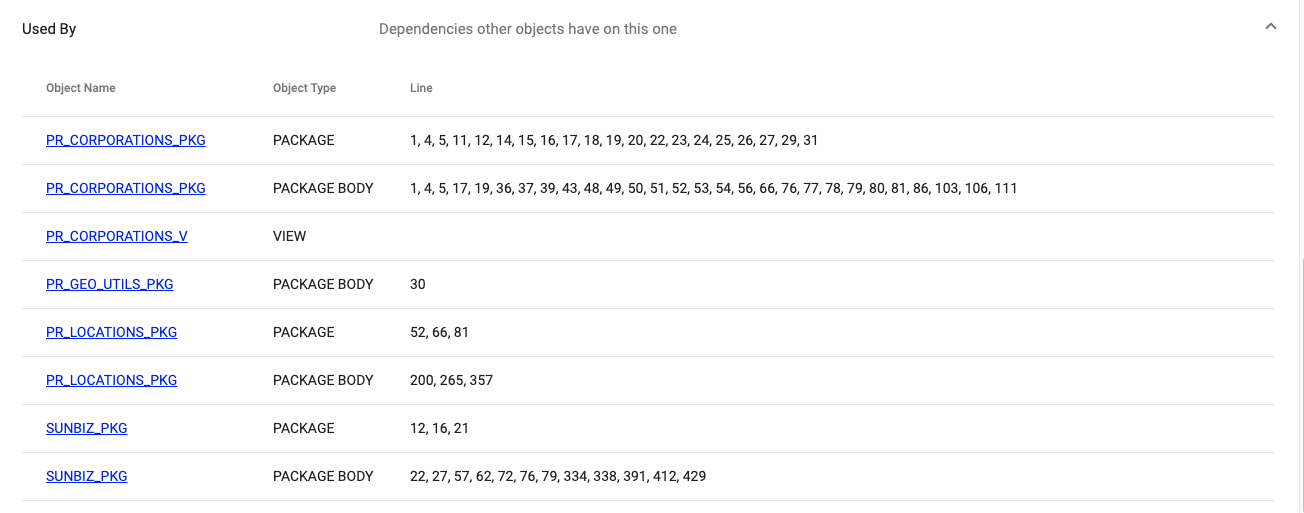 Used By Dependencies other objects have on this one
Object Name Object Type Line
PR_CORPORATIONS_PKG PACKAGE 1, 4, 5, 11, 12, 14, 15, 16, 17, 18, 19, 20, 22, 23, 24, 25, 26, 27, 29, 31
PR_CORPORATIONS_PKG PACKAGE BODY 1, 4, 5, 17, 19, 36, 37, 39, 43, 48, 49, 50, 51, 52, 53, 54, 56, 66, 76, 77, 78, 79, 80, 81, 86, 103, 106, 111
PR_CORPORATIONS_V VIEW
PR_GEO_UTILS_PKG PACKAGE BODY 30
PR_LOCATIONS_PKG PACKAGE 52, 66, 81
PR_LOCATIONS_PKG PACKAGE BODY 200, 265, 357
SUNBIZ_PKG PACKAGE 12, 16, 21
SUNBIZ_PKG PACKAGE BODY 22, 27, 57, 62, 72, 76, 79, 334, 338, 391, 412, 429